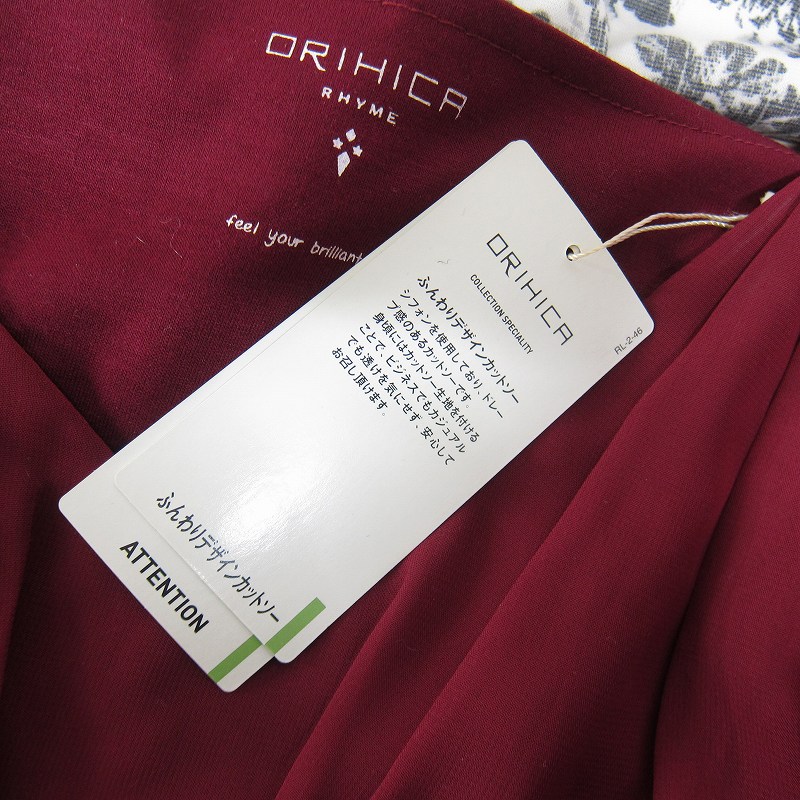 ORIHICA
RHYME
feel your brilliant
ORIHICA
COLLECTION SPECIALITY
ふんわりデザインカットソー
シフォンを使用しており、ドレー
プ感のあるカットソーです。
身頃にはカットソー生地を付ける
ことで、ビジネスでもカジュアル
でも透けを気にせず、安心して
お召し頂けます。
RL-2-46
ふんわりデザインカットソー
ATTENTION